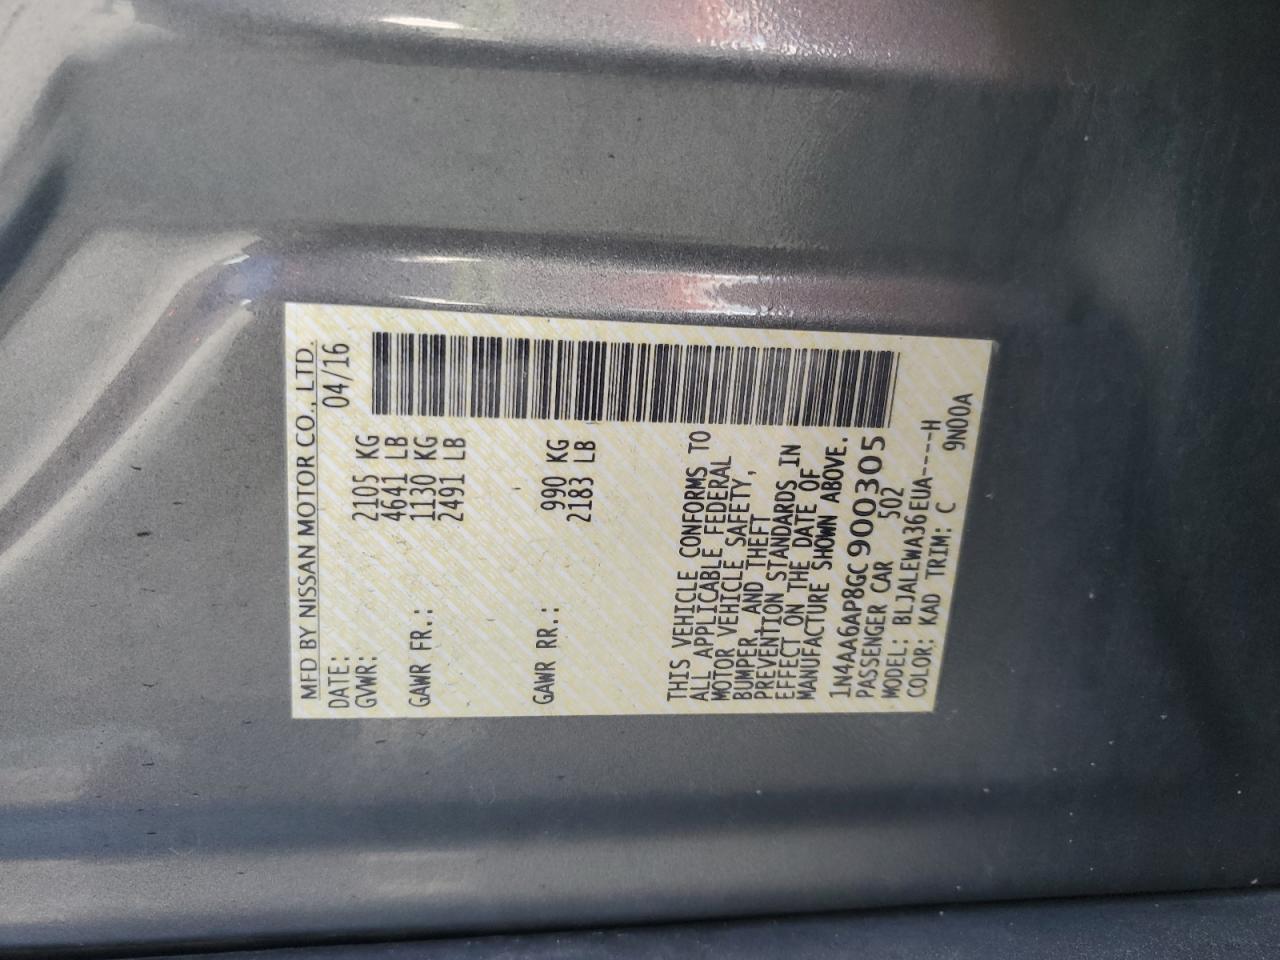 MFD BY NISSAN MOTOR CO., LTD.
DATE: 04/16
GVWR: 2105 KG
4641 LB
GAWR FR.: 1130 KG
2491 LB
GAWR RR.: 990 KG
2183 LB
THIS VEHICLE CONFORMS TO
ALL APPLICABLE FEDERAL
MOTOR VEHICLE SAFETY,
BUMPER, AND THEFT
PREVENTION STANDARDS IN
EFFECT ON THE DATE OF
MANUFACTURE SHOWN ABOVE.
1N4AA6AP8GC900305
PASSENGER CAR 502
MODEL: BLJALEWA36EUA----H
COLOR: KAD TRIM: C 9N00A